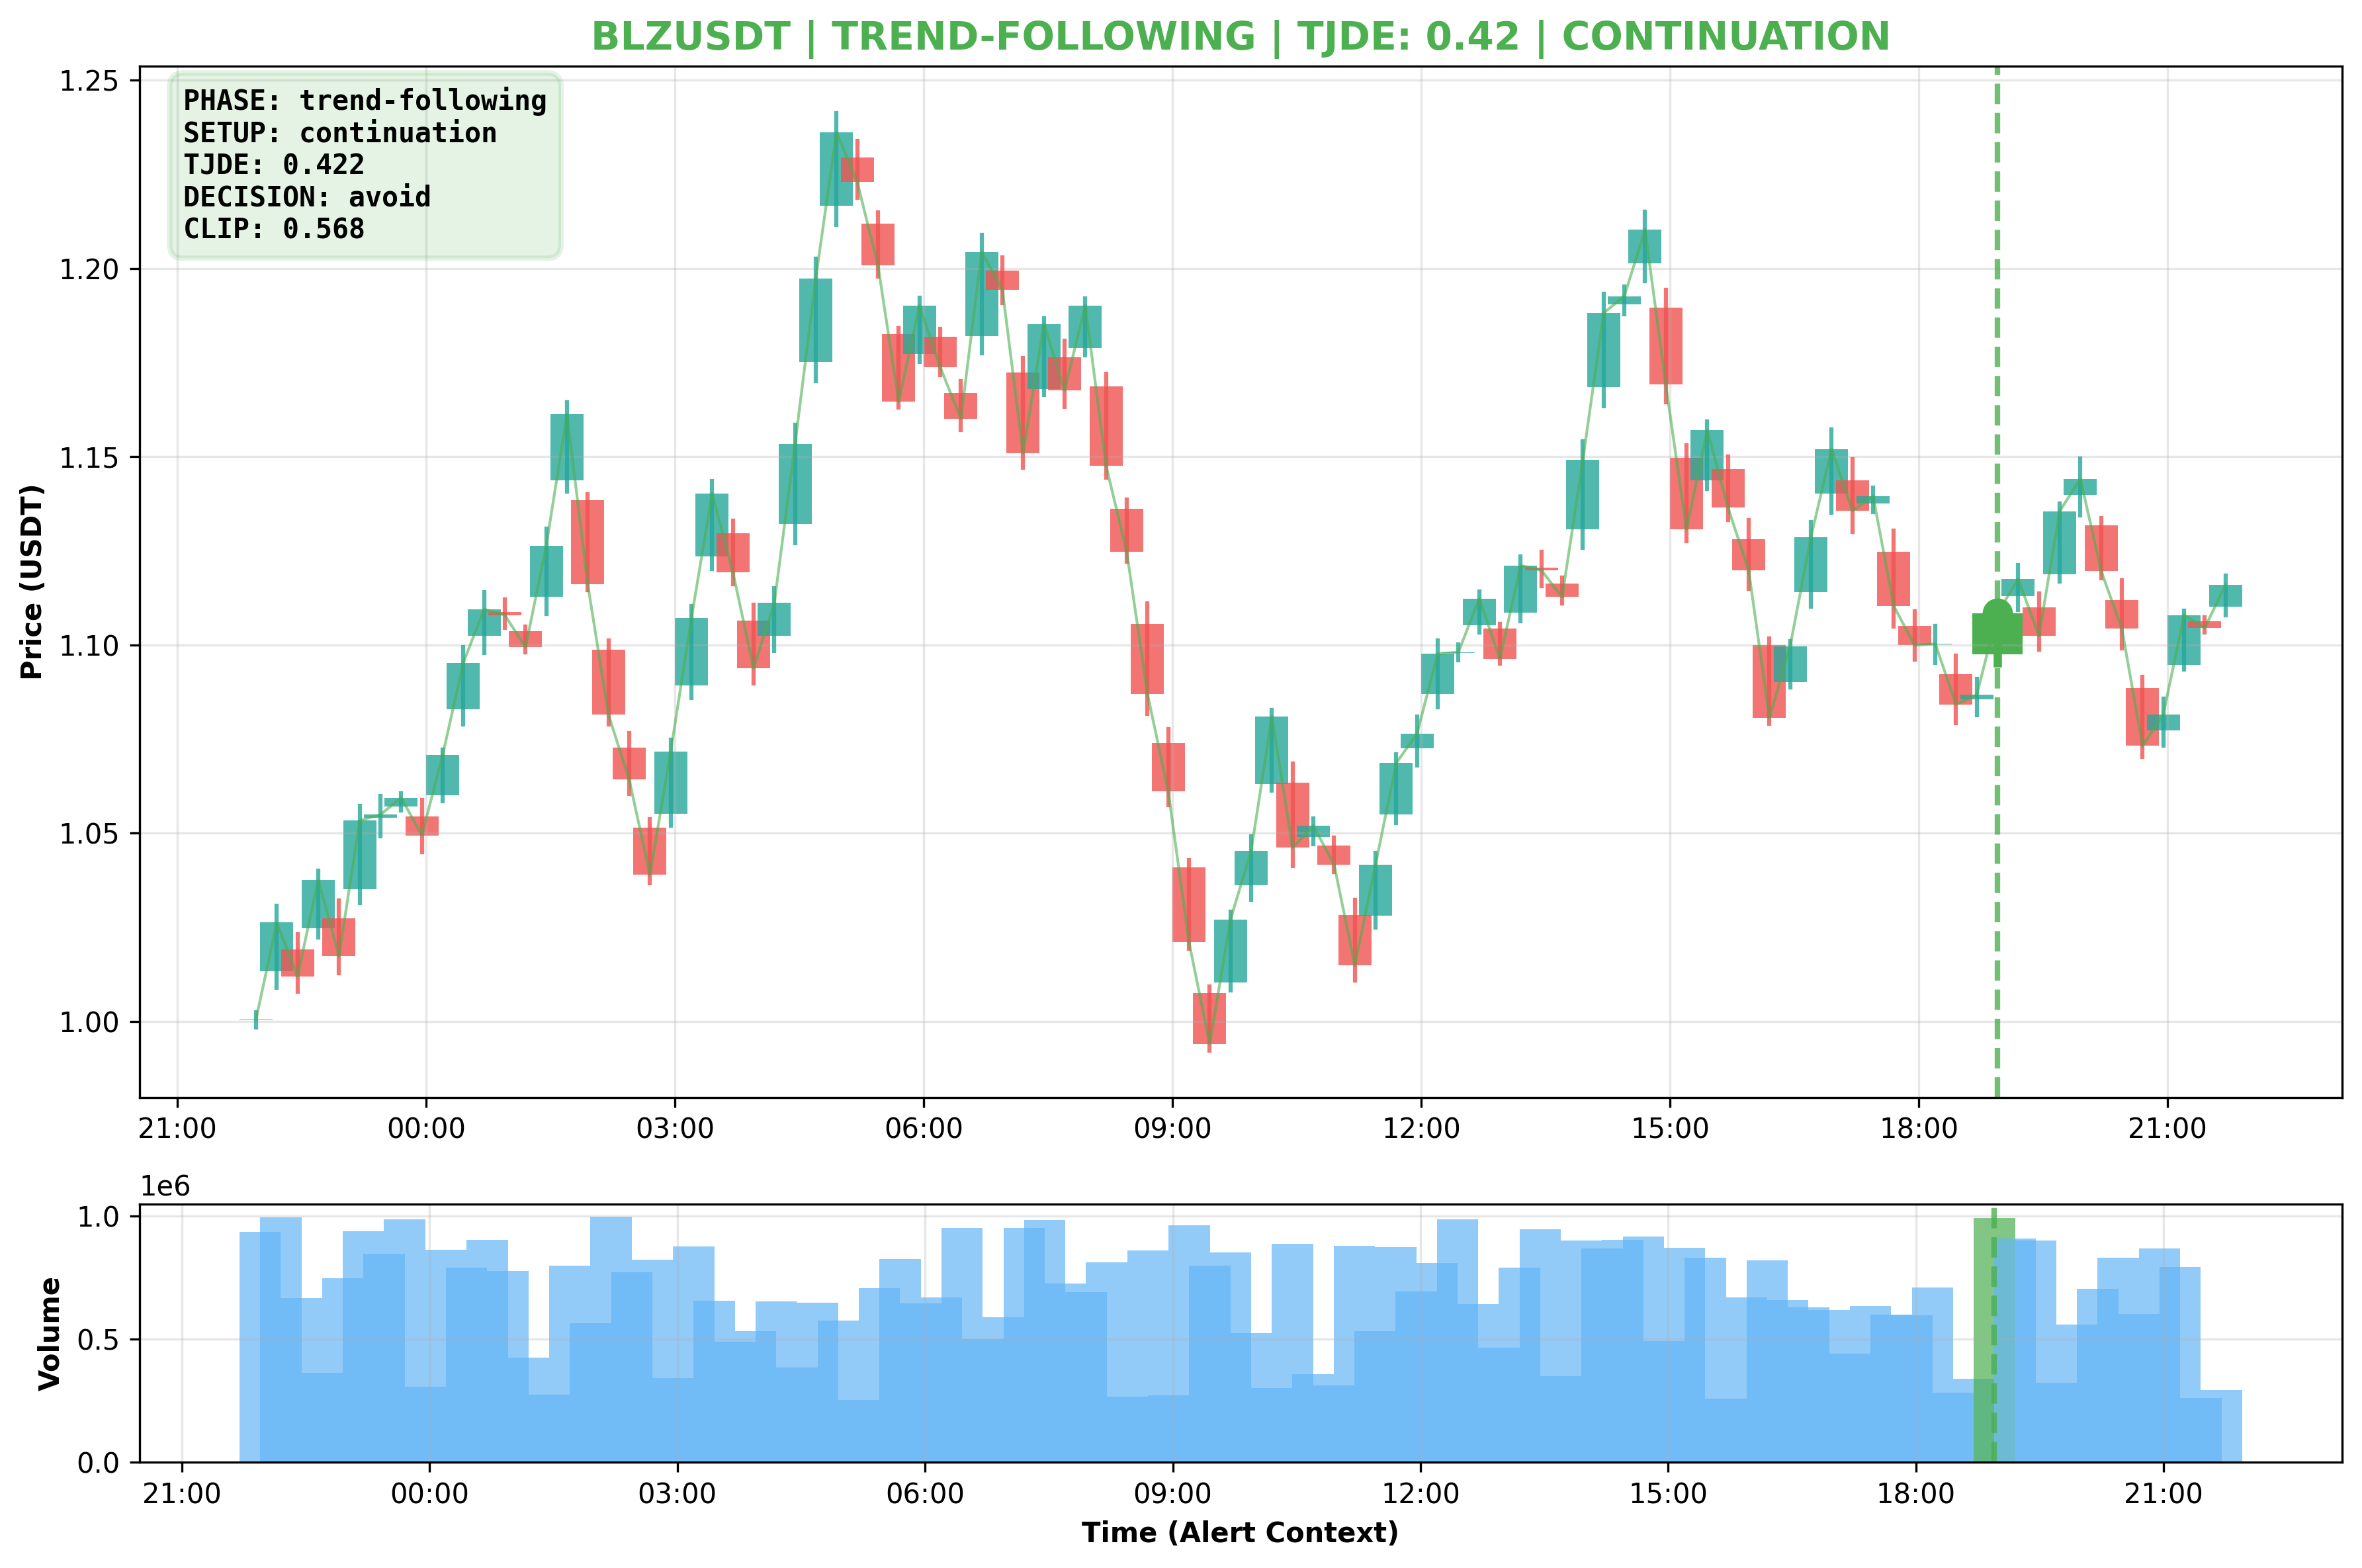 BLZUSDT | TREND-FOLLOWING | TJDE: 0.42 | CONTINUATION
PHASE: trend-following
SETUP: continuation
TJDE: 0.422
DECISION: avoid
CLIP: 0.568
Price (USDT)
1.25
1.20
1.15
1.10
1.05
1.00
21:00 00:00 03:00 06:00 09:00 12:00 15:00 18:00 21:00
1e6
Volume
1.0
0.5
0.0
21:00 00:00 03:00 06:00 09:00 12:00 15:00 18:00 21:00
Time (Alert Context)